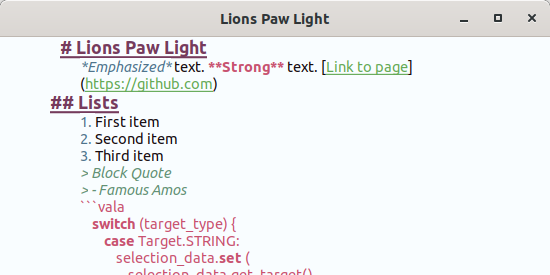 Lions Paw Light
# Lions Paw Light
*Emphasized* text. **Strong** text. [Link to page]
(https://github.com)
## Lists
1. First item
2. Second item
3. Third item
> Block Quote
> - Famous Amos
```vala
switch (target_type) {
case Target.STRING:
selection_data.set (
selection_data.get_target()